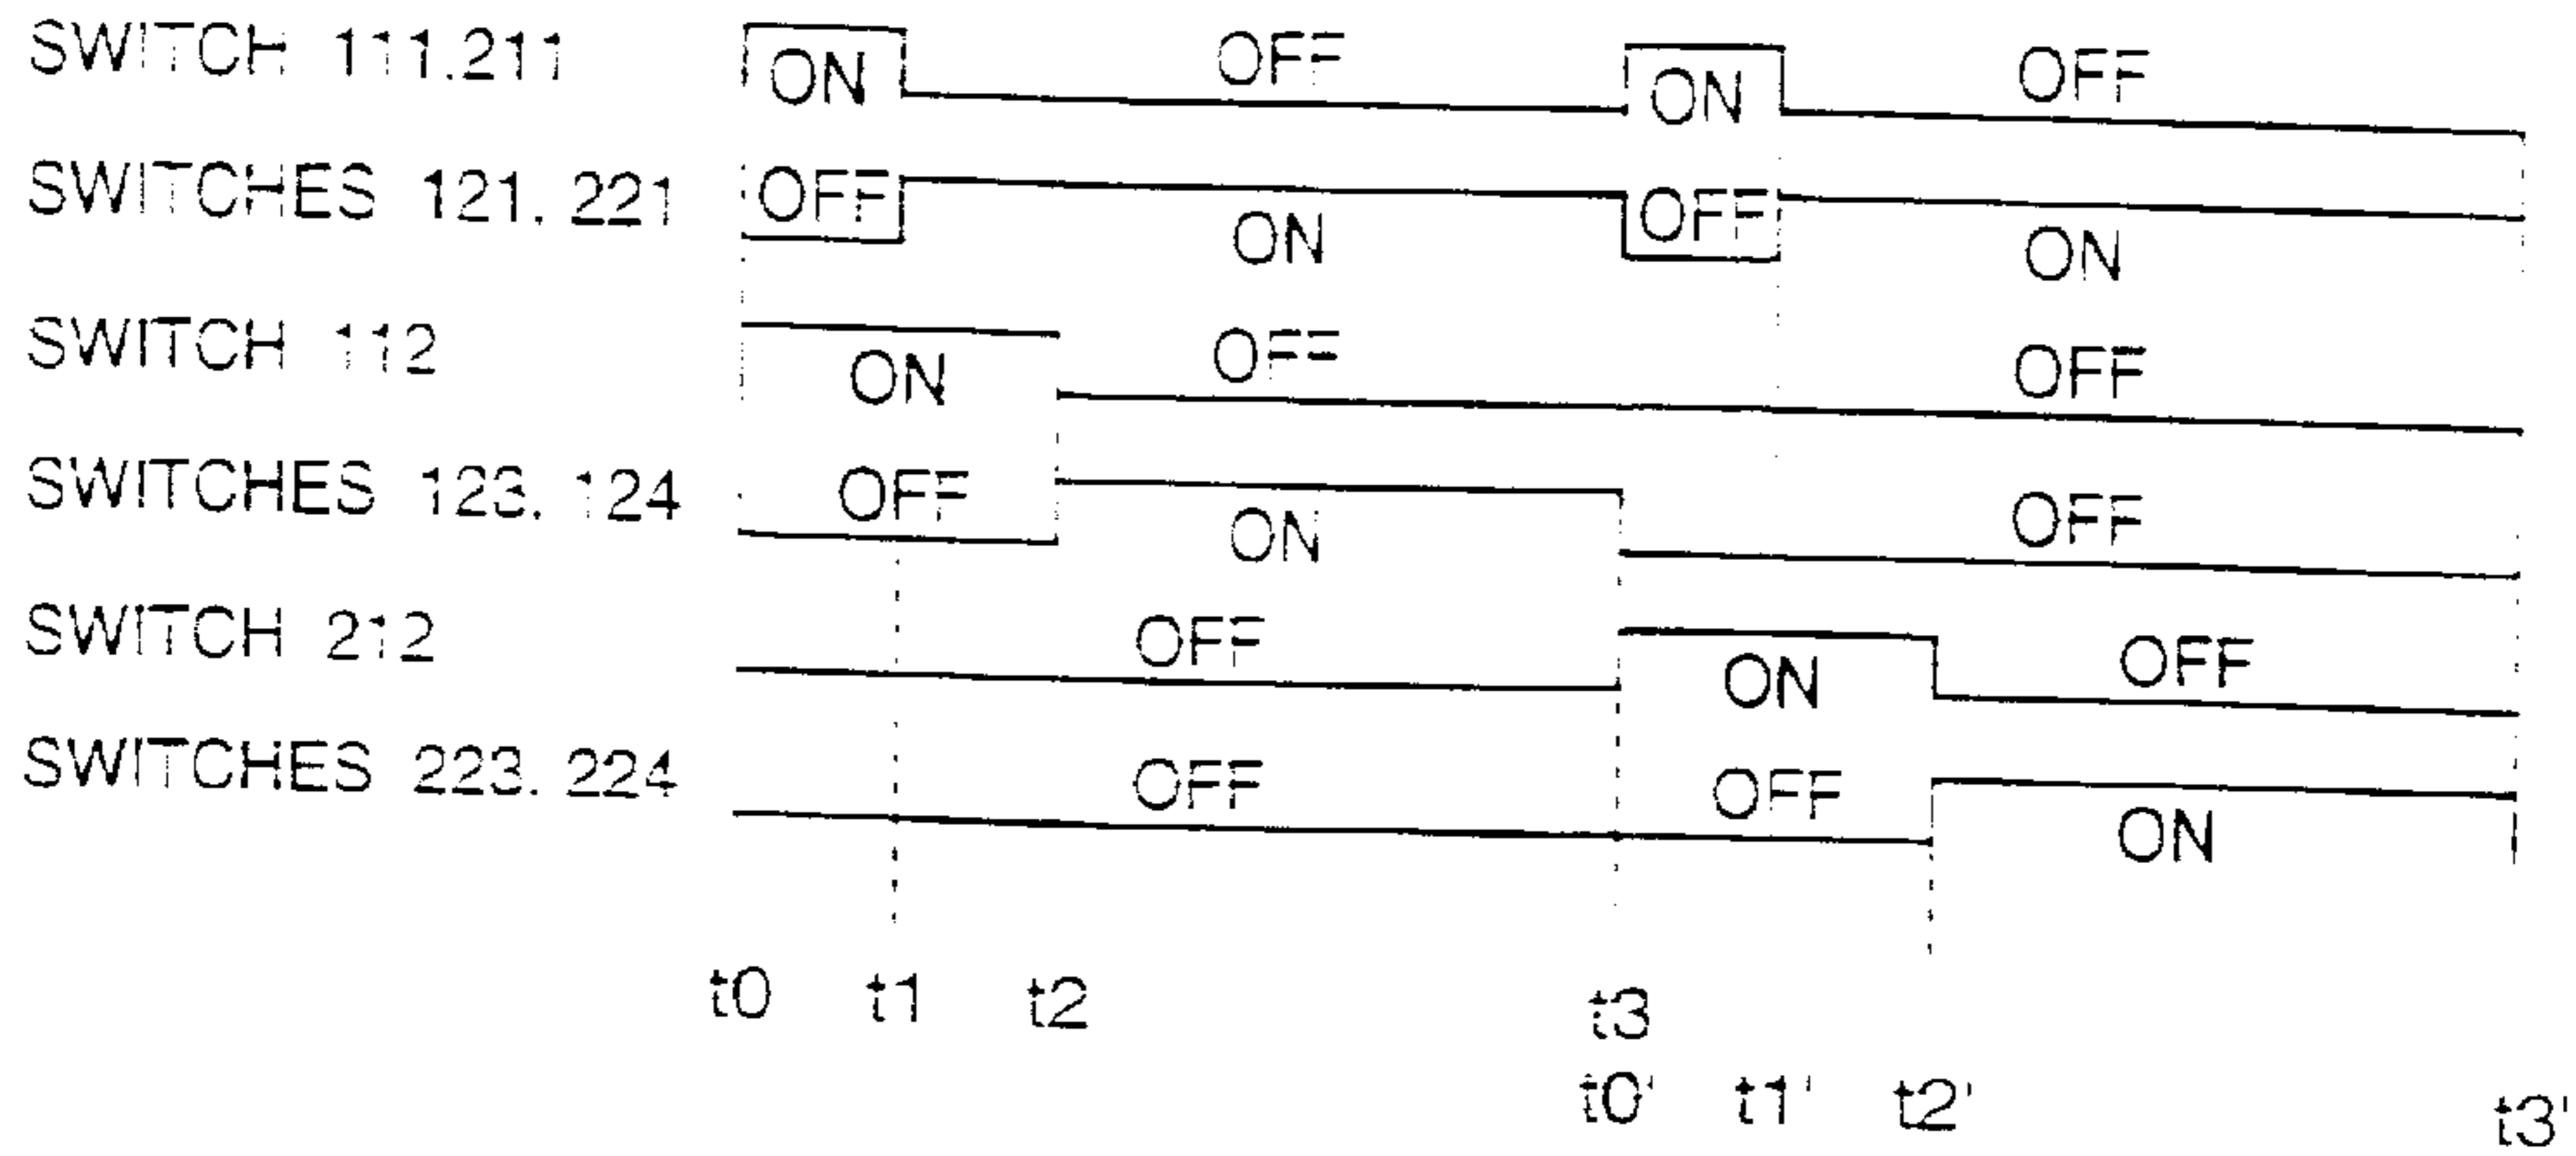 SWITCH 111.211 ON OFF ON OFF
SWITCHES 121. 221 OFF ON OFF ON
SWITCH 112 ON OFF OFF
SWITCHES 123. 124 OFF ON OFF
SWITCH 212 OFF ON OFF
SWITCHES 223. 224 OFF OFF ON
t0 t1 t2 t3
t0' t1' t2' t3'